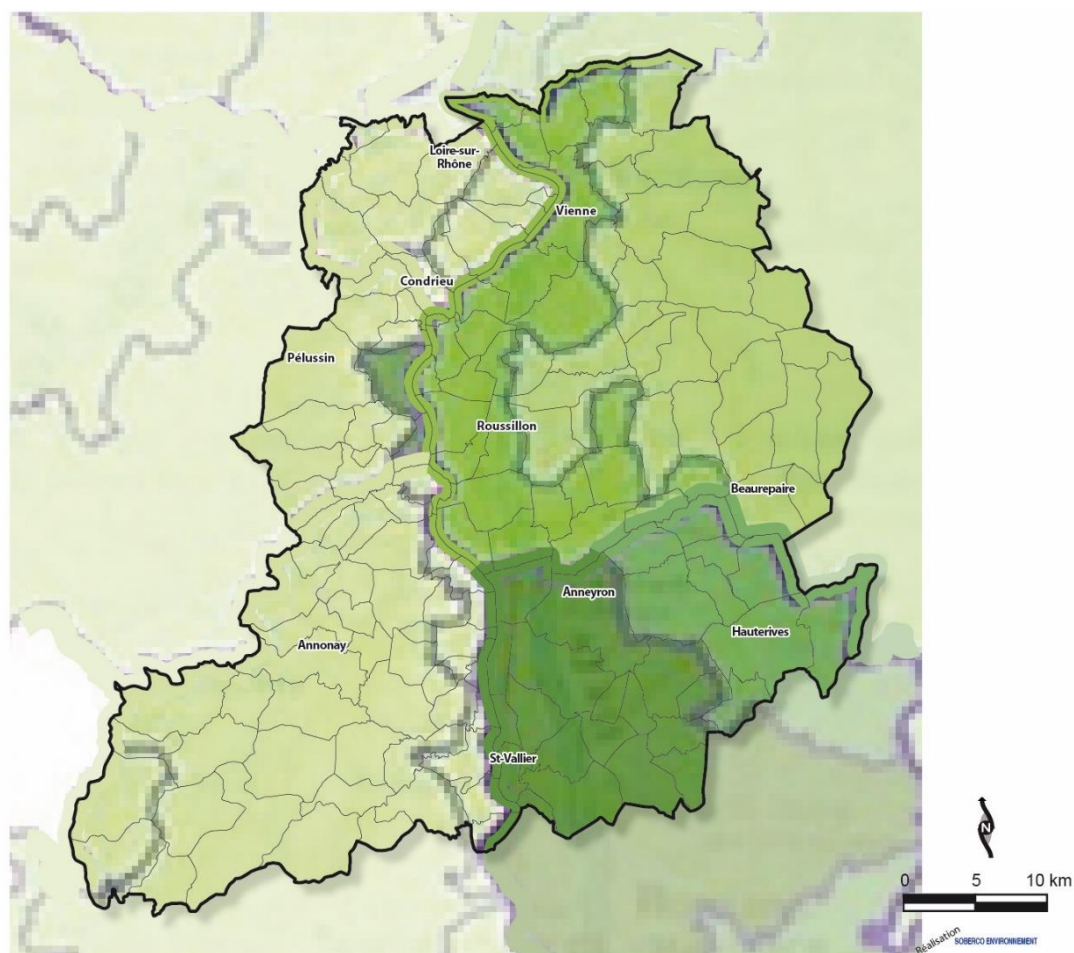 Loire-sur-
Rhône
Vienne
Condrieu
Pélussin
Roussillon
Beaurepaire
Anneyron
Hauterives
Annonay
St-Vallier
N
0 5 10 km
Réalisation
SOBERCO ENVIRONNEMENT